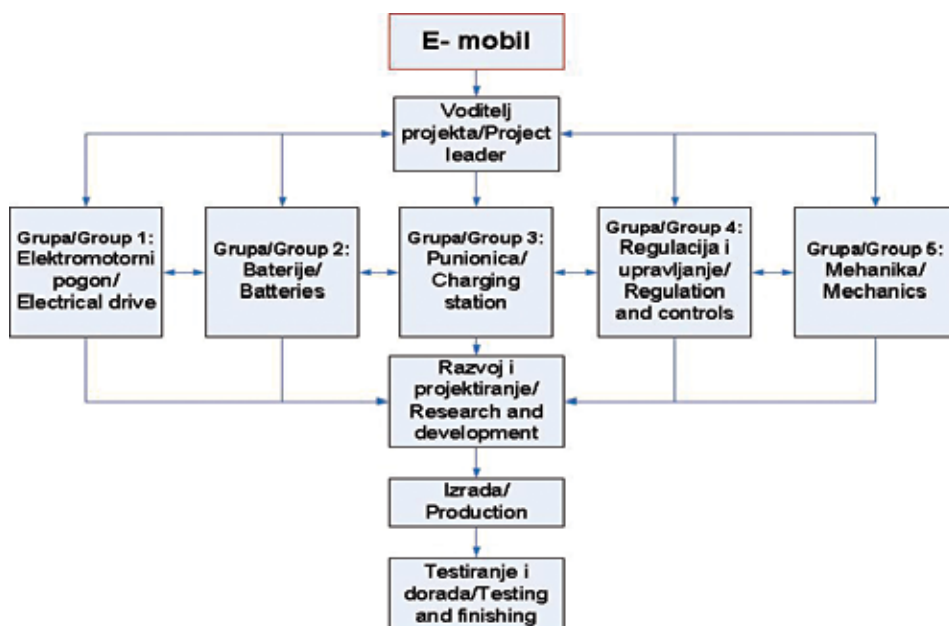 E- mobil
Voditelj
projekta/Project
leader
Grupa/Group 1:
Elektromotorni
pogon/
Electrical drive
Grupa/Group 2:
Baterije/
Batteries
Grupa/Group 3:
Punionica/
Charging
station
Grupa/Group 4:
Regulacija i
upravljanje/
Regulation
and controls
Grupa/Group 5:
Mehanika/
Mechanics
Razvoj i
projektiranje/
Research and
development
Izrada/
Production
Testiranje i
dorada/Testing
and finishing